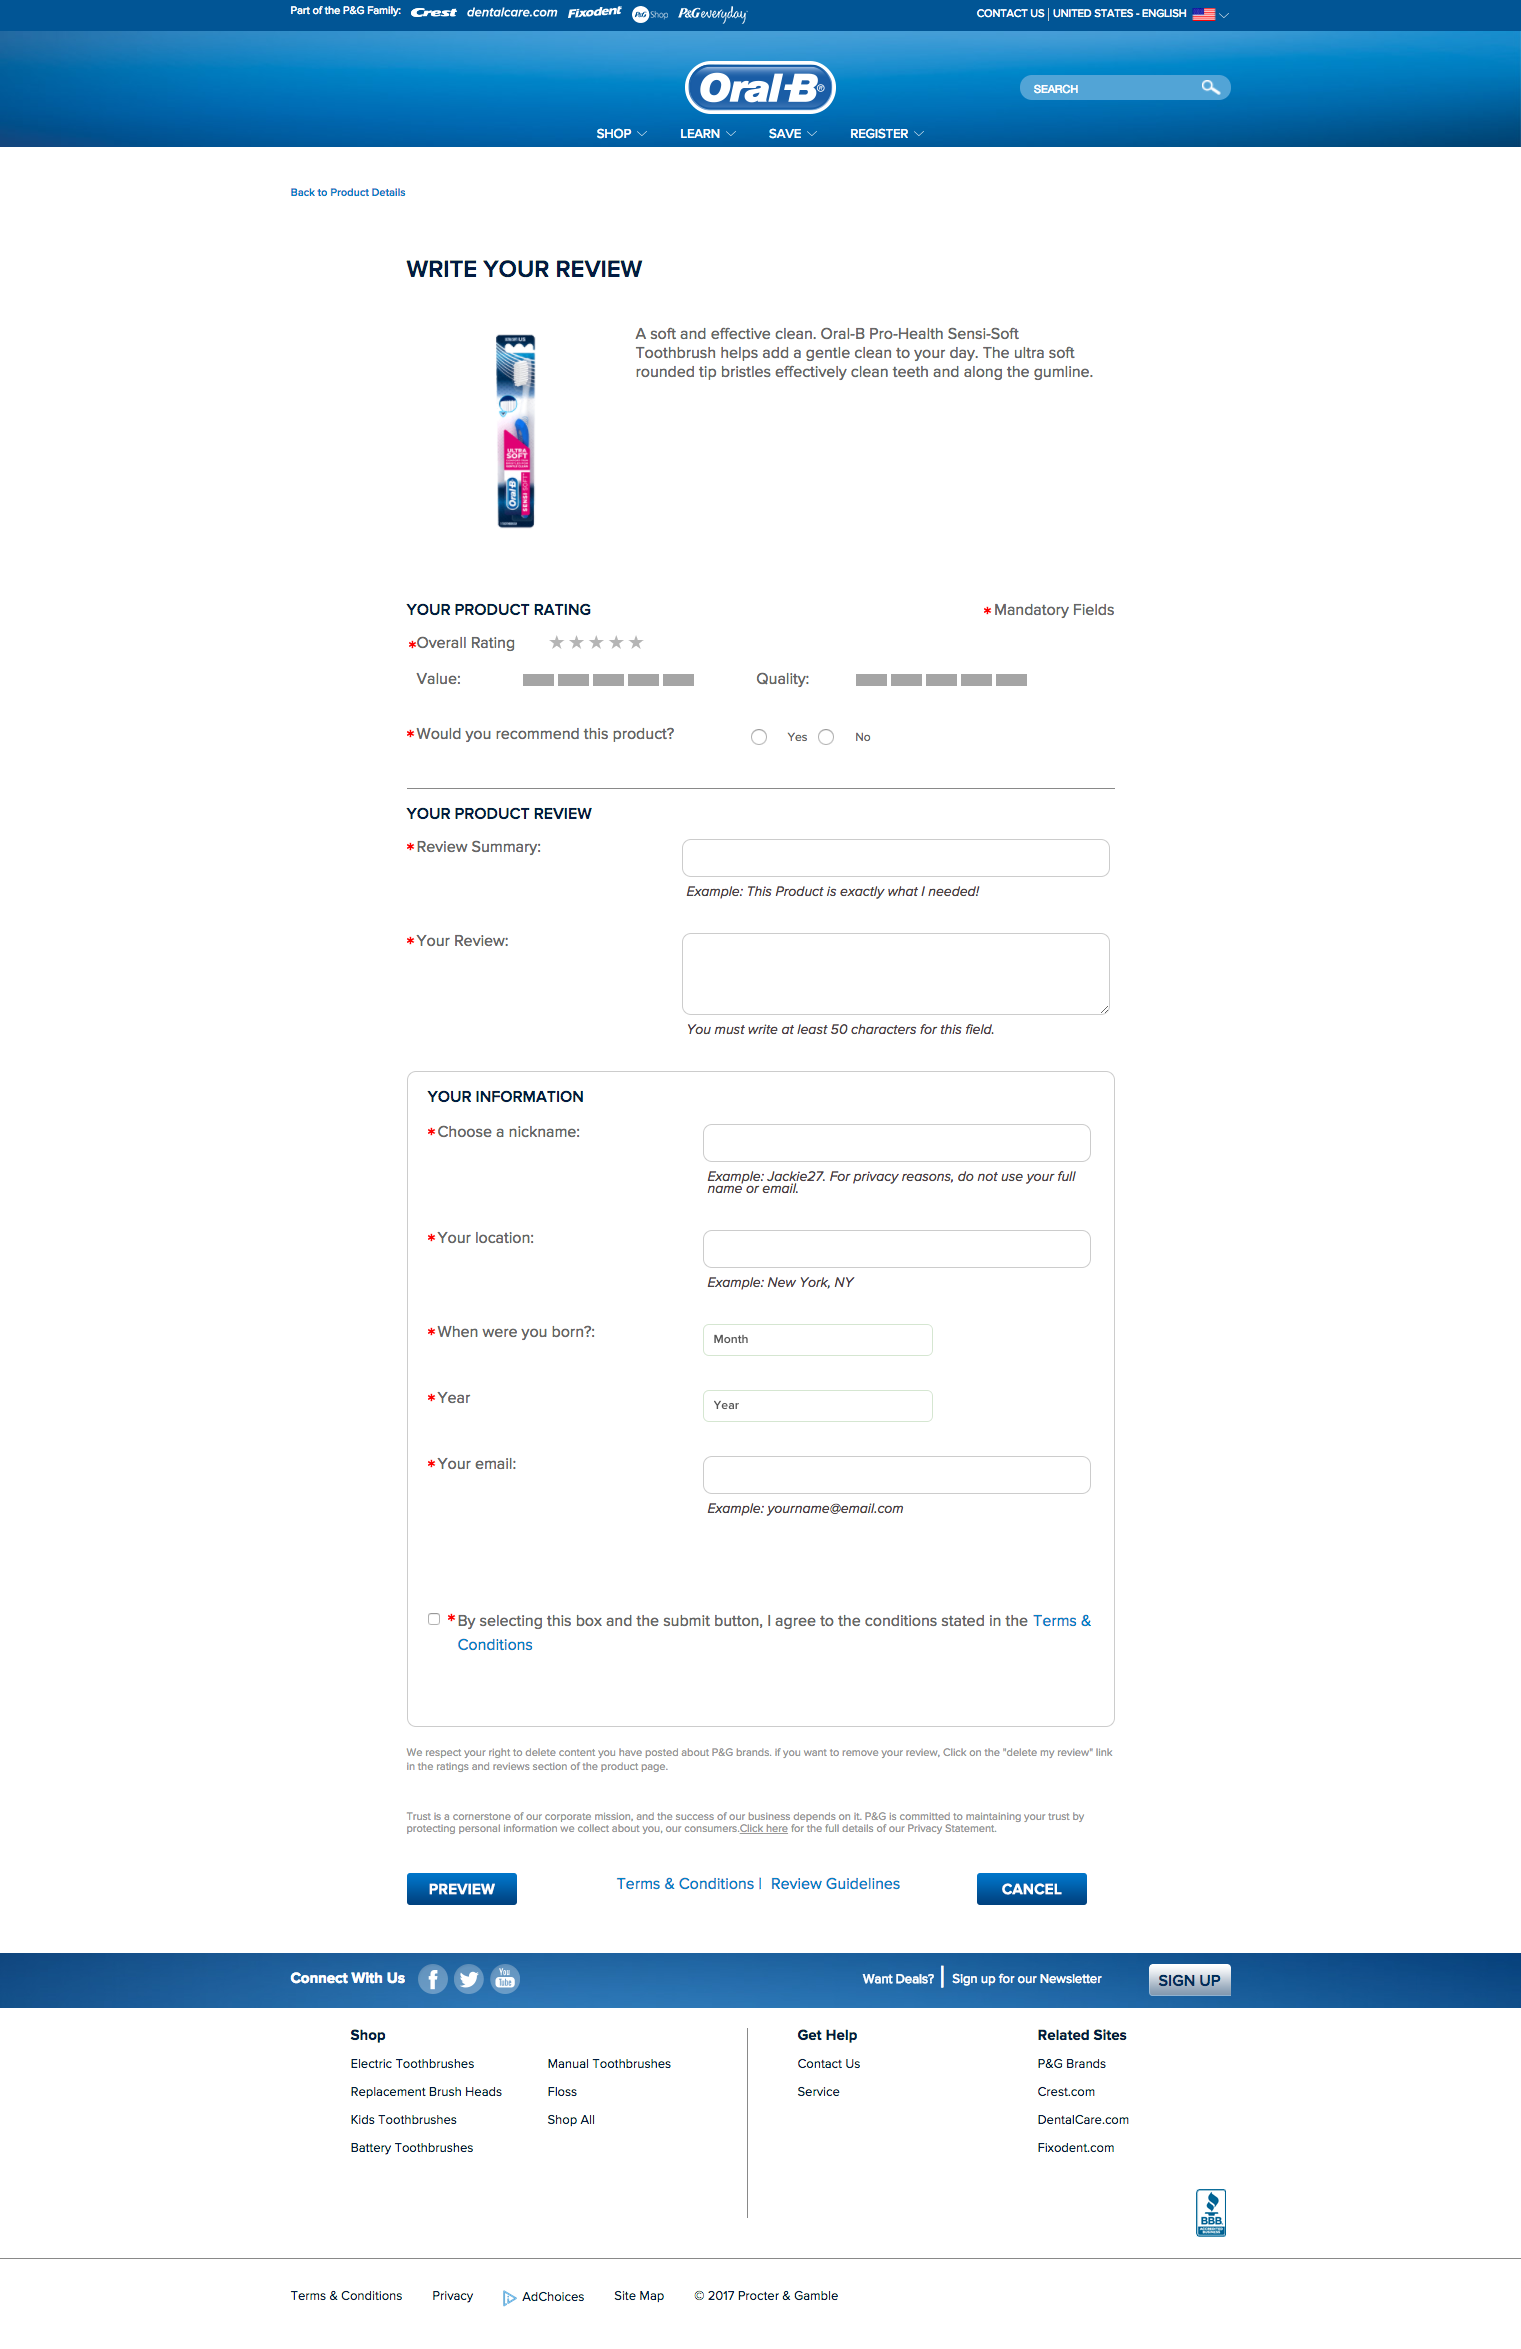 Part of the P&G Family: Crest dentalcare.com Fixodent P&G Shop P&G everyday
CONTACT US | UNITED STATES - ENGLISH
Oral-B®
SEARCH
SHOP LEARN SAVE REGISTER
Back to Product Details
WRITE YOUR REVIEW
A soft and effective clean. Oral-B Pro-Health Sensi-Soft
Toothbrush helps add a gentle clean to your day. The ultra soft
rounded tip bristles effectively clean teeth and along the gumline.
ULTRA
SOFT
Oral-B
SENSI-SOFT
YOUR PRODUCT RATING
* Mandatory Fields
*Overall Rating
Value:
Quality:
*Would you recommend this product?
Yes
No
YOUR PRODUCT REVIEW
*Review Summary:
Example: This Product is exactly what I needed!
*Your Review:
You must write at least 50 characters for this field.
YOUR INFORMATION
*Choose a nickname:
Example: Jackie27. For privacy reasons, do not use your full
name or email.
*Your location:
Example: New York, NY
*When were you born?:
Month
*Year
Year
*Your email:
Example: yourname@email.com
*By selecting this box and the submit button, I agree to the conditions stated in the Terms &
Conditions
We respect your right to delete content you have posted about P&G brands. if you want to remove your review, Click on the "delete my review" link
in the ratings and reviews section of the product page.
Trust is a cornerstone of our corporate mission, and the success of our business depends on it. P&G is committed to maintaining your trust by
protecting personal information we collect about you, our consumers.Click here for the full details of our Privacy Statement.
PREVIEW
Terms & Conditions | Review Guidelines
CANCEL
Connect With Us
You
Tube
Want Deals? | Sign up for our Newsletter
SIGN UP
Shop
Electric Toothbrushes
Replacement Brush Heads
Kids Toothbrushes
Battery Toothbrushes
Manual Toothbrushes
Floss
Shop All
Get Help
Contact Us
Service
Related Sites
P&G Brands
Crest.com
DentalCare.com
Fixodent.com
BBB
ACCREDITED
BUSINESS
Terms & Conditions
Privacy
AdChoices
Site Map
© 2017 Procter & Gamble